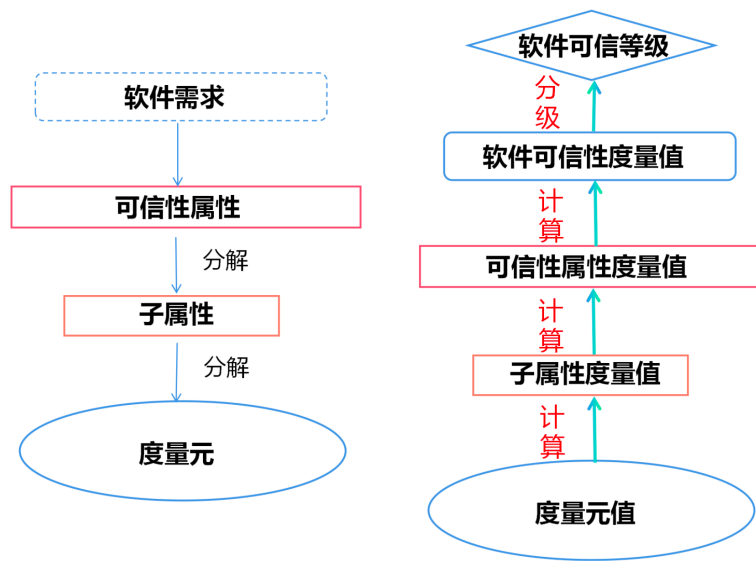 软件需求
可信性属性
分解
子属性
分解
度量元
软件可信等级
分
级
软件可信性度量值
计
算
可信性属性度量值
计
算
子属性度量值
计
算
度量元值